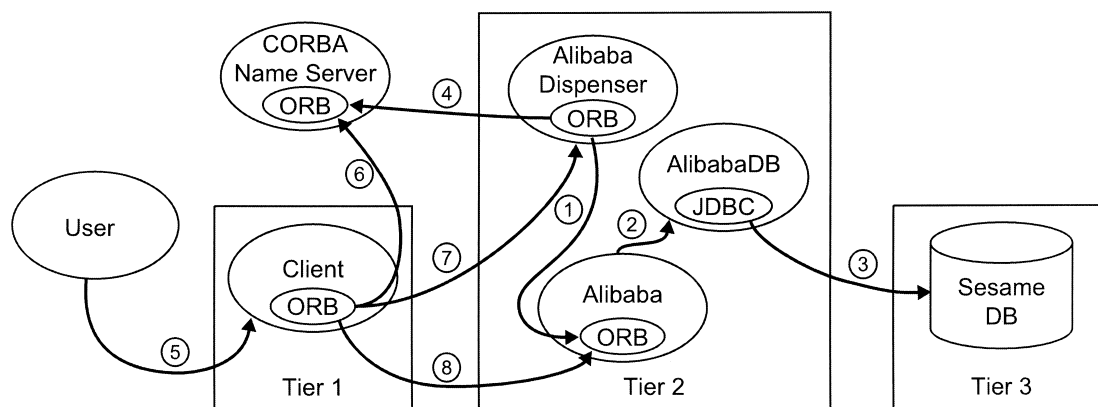 CORBA
Name Server
ORB
4
Alibaba
Dispenser
ORB
AlibabaDB
JDBC
6
1
User
2
7
3
Client
ORB
Alibaba
ORB
Sesame
DB
5
8
Tier 1
Tier 2
Tier 3